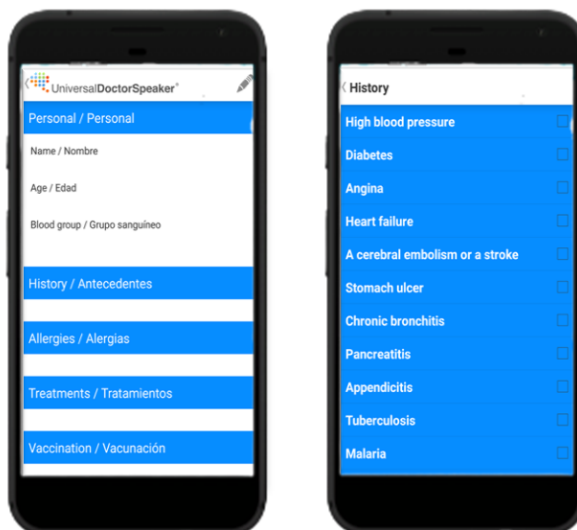 UniversalDoctorSpeaker
Personal / Personal
Name / Nombre
Age / Edad
Blood group / Grupo sanguíneo
History / Antecedentes
Allergies / Alergias
Treatments / Tratamientos
Vaccination / Vacunación
History
High blood pressure
Diabetes
Angina
Heart failure
A cerebral embolism or a stroke
Stomach ulcer
Chronic bronchitis
Pancreatitis
Appendicitis
Tuberculosis
Malaria